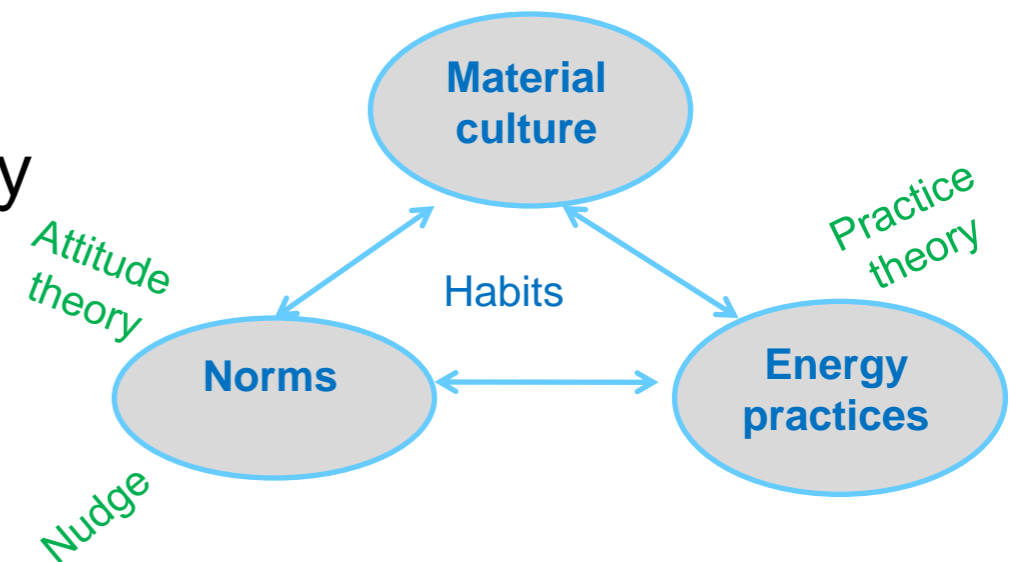 Material
culture
y
Attitude
theory
Practice
theory
Habits
Norms
Energy
practices
Nudge